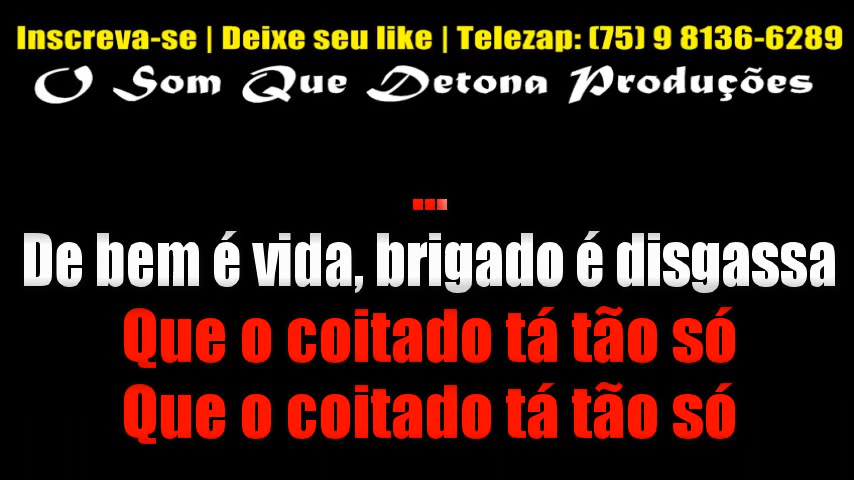 Inscreva-se | Deixe seu like | Telezap: (75) 9 8136-6289
O Som Que Detona Produções
...
De bem é vida, brigado é disgassa
Que o coitado tá tão só
Que o coitado tá tão só